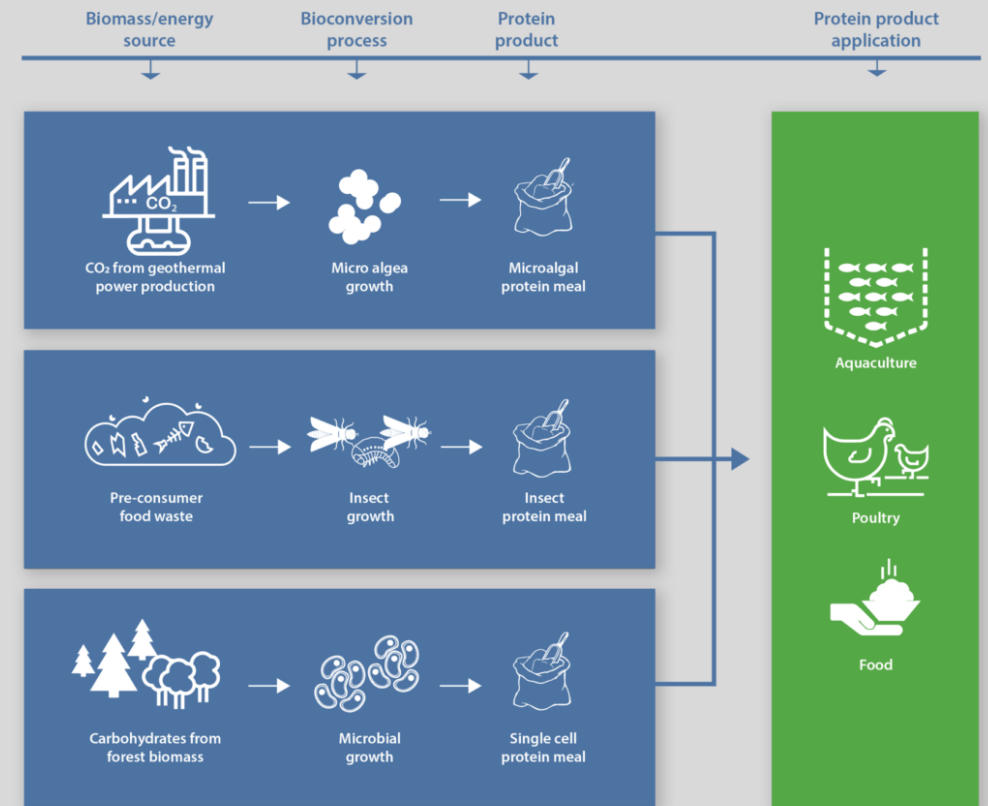 Biomass/energy
source
Bioconversion
process
Protein
product
Protein product
application
CO₂
CO₂ from geothermal
power production
Micro algea
growth
Microalgal
protein meal
Pre-consumer
food waste
Insect
growth
Insect
protein meal
Carbohydrates from
forest biomass
Microbial
growth
Single cell
protein meal
Aquaculture
Poultry
Food